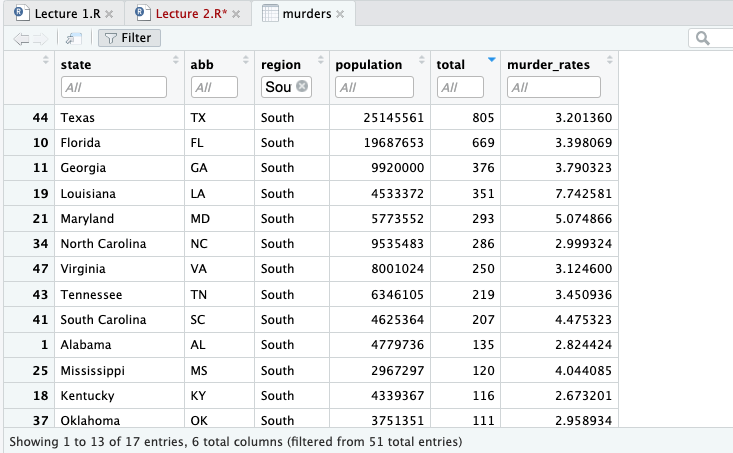 Lecture 1.R Lecture 2.R* murders
Filter
state abb region population total murder_rates
All All Sou All All All
44 Texas TX South 25145561 805 3.201360
10 Florida FL South 19687653 669 3.398069
11 Georgia GA South 9920000 376 3.790323
19 Louisiana LA South 4533372 351 7.742581
21 Maryland MD South 5773552 293 5.074866
34 North Carolina NC South 9535483 286 2.999324
47 Virginia VA South 8001024 250 3.124600
43 Tennessee TN South 6346105 219 3.450936
41 South Carolina SC South 4625364 207 4.475323
1 Alabama AL South 4779736 135 2.824424
25 Mississippi MS South 2967297 120 4.044085
18 Kentucky KY South 4339367 116 2.673201
37 Oklahoma OK South 3751351 111 2.958934
Showing 1 to 13 of 17 entries, 6 total columns (filtered from 51 total entries)